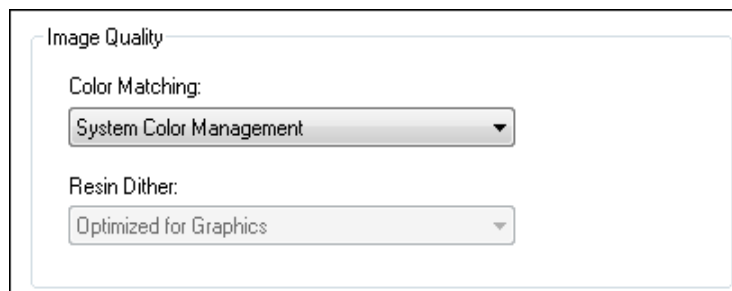 Image Quality
Color Matching:
System Color Management
Resin Dither:
Optimized for Graphics